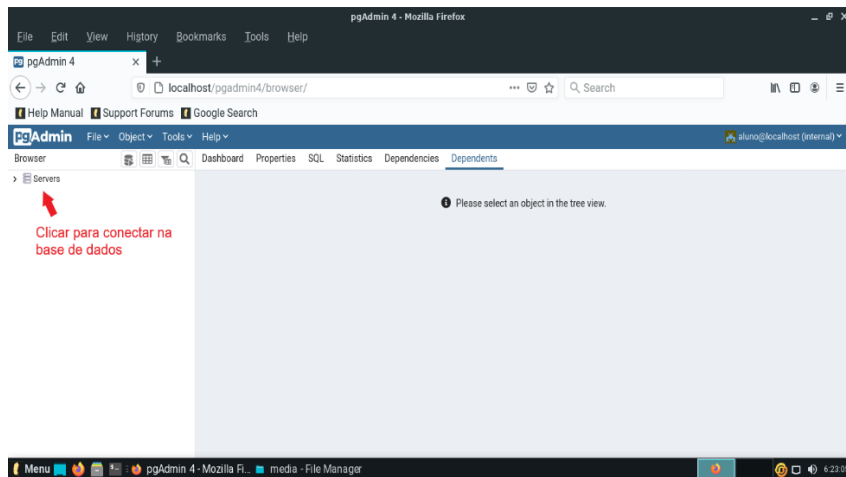 pgAdmin 4 - Mozilla Firefox
File Edit View History Bookmarks Tools Help
pgAdmin 4
localhost/pgadmin4/browser/
Search
Help Manual Support Forums Google Search
pgAdmin File Object Tools Help
aluno@localhost (internal)
Browser
Dashboard Properties SQL Statistics Dependencies Dependents
Servers
Please select an object in the tree view.
Clicar para conectar na
base de dados
Menu
pgAdmin 4 - Mozilla Fi...
media - File Manager
6:23:0